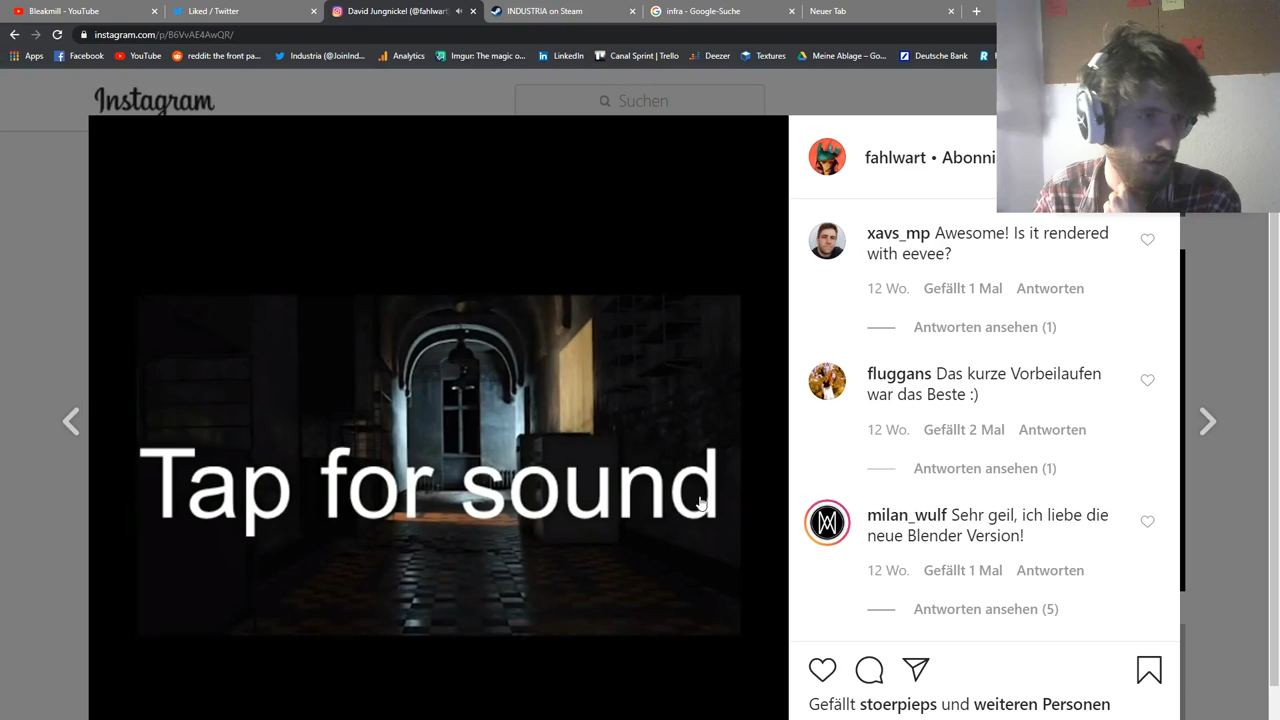 Bleakmill - YouTube
Liked / Twitter
David Jungnickel (@fahlwart
INDUSTRIA on Steam
infra - Google-Suche
Neuer Tab
instagram.com/p/B6VvAE4AwQR/
Apps
Facebook
YouTube
reddit: the front pa...
Industria (@JoinInd...
Analytics
Imgur: The magic o...
LinkedIn
Canal Sprint | Trello
Deezer
Textures
Meine Ablage – Goo...
Deutsche Bank
Instagram
Suchen
fahlwart • Abonni
xavs_mp Awesome! Is it rendered
with eevee?
12 Wo. Gefällt 1 Mal Antworten
Antworten ansehen (1)
fluggans Das kurze Vorbeilaufen
war das Beste :)
12 Wo. Gefällt 2 Mal Antworten
Antworten ansehen (1)
Tap for sound
milan_wulf Sehr geil, ich liebe die
neue Blender Version!
12 Wo. Gefällt 1 Mal Antworten
Antworten ansehen (5)
Gefällt stoerpieps und weiteren Personen